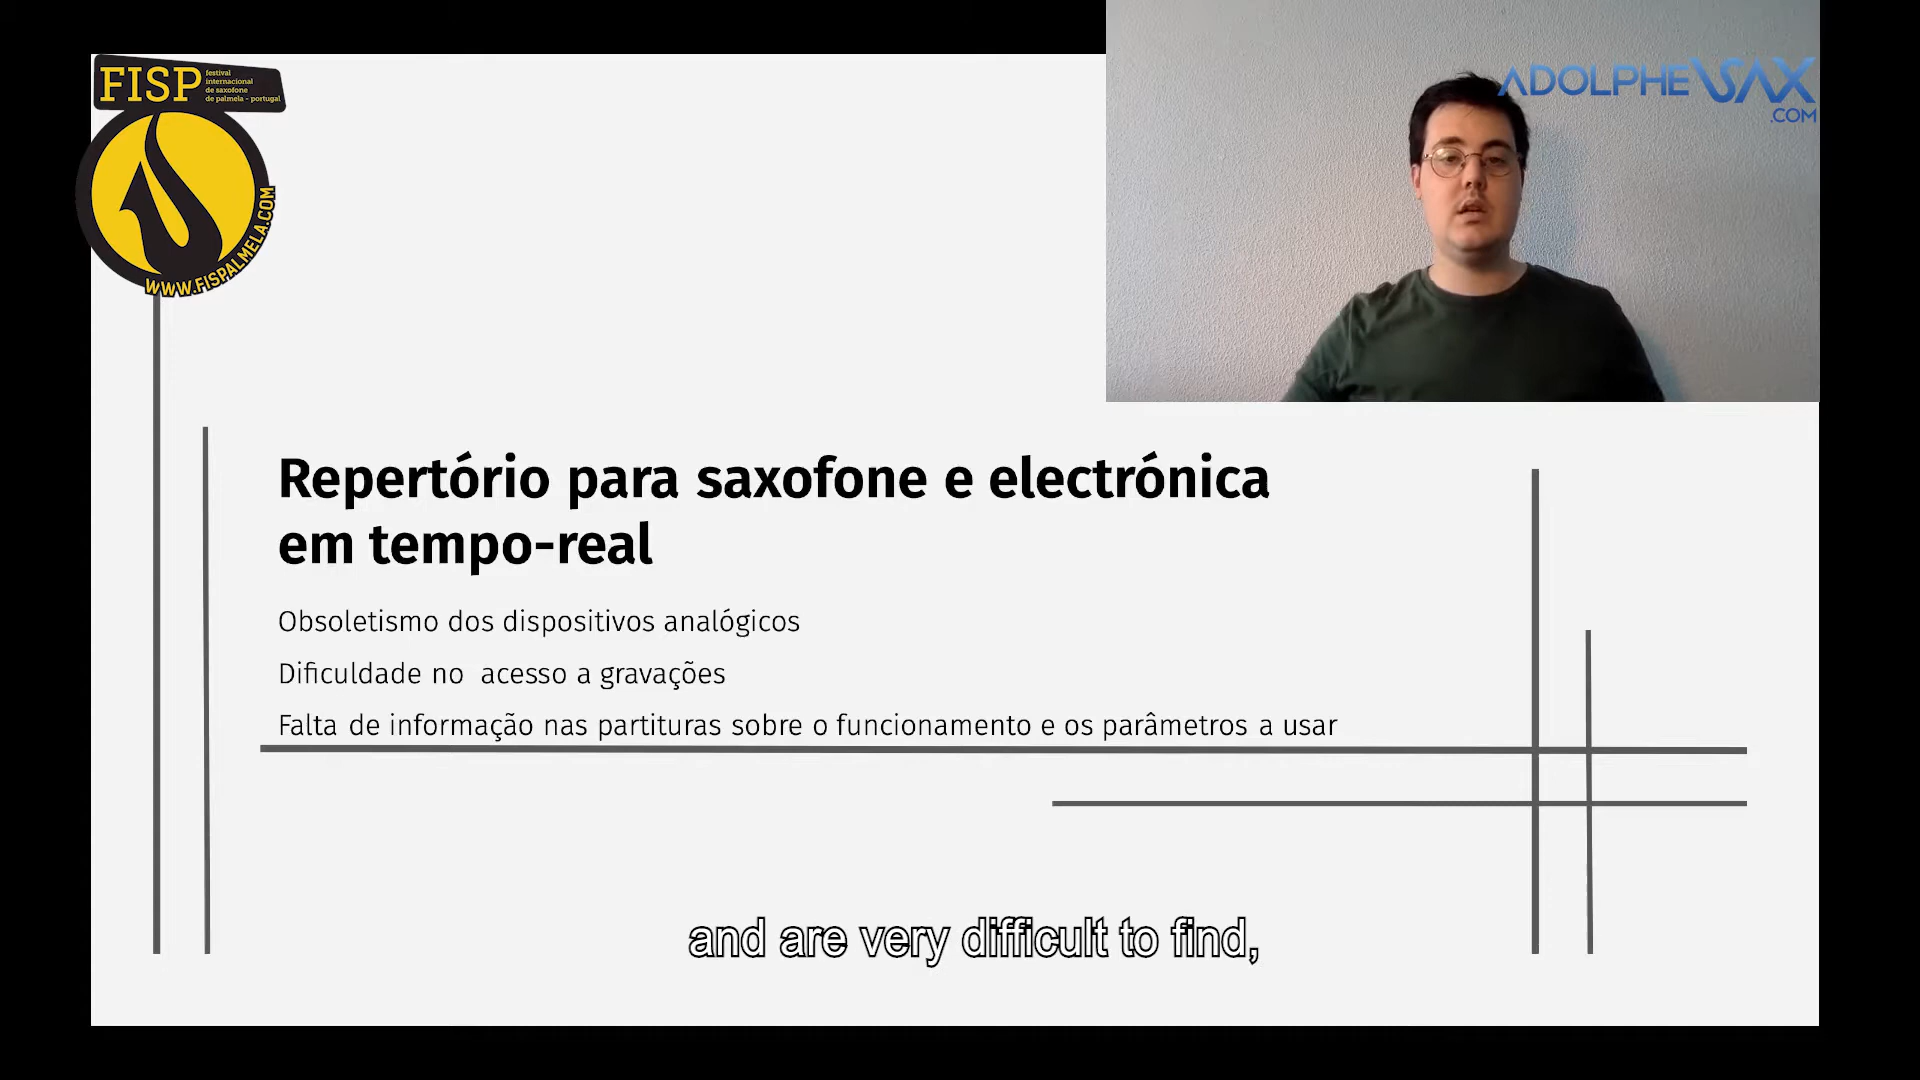 FISP
festival
internacional
de saxofone
de palmela - portugal
WWW.FISPALMELA.COM
ADOLPHESAX
.COM
Repertório para saxofone e electrónica
em tempo-real
Obsoletismo dos dispositivos analógicos
Dificuldade no  acesso a gravações
Falta de informação nas partituras sobre o funcionamento e os parâmetros a usar
and are very difficult to find,